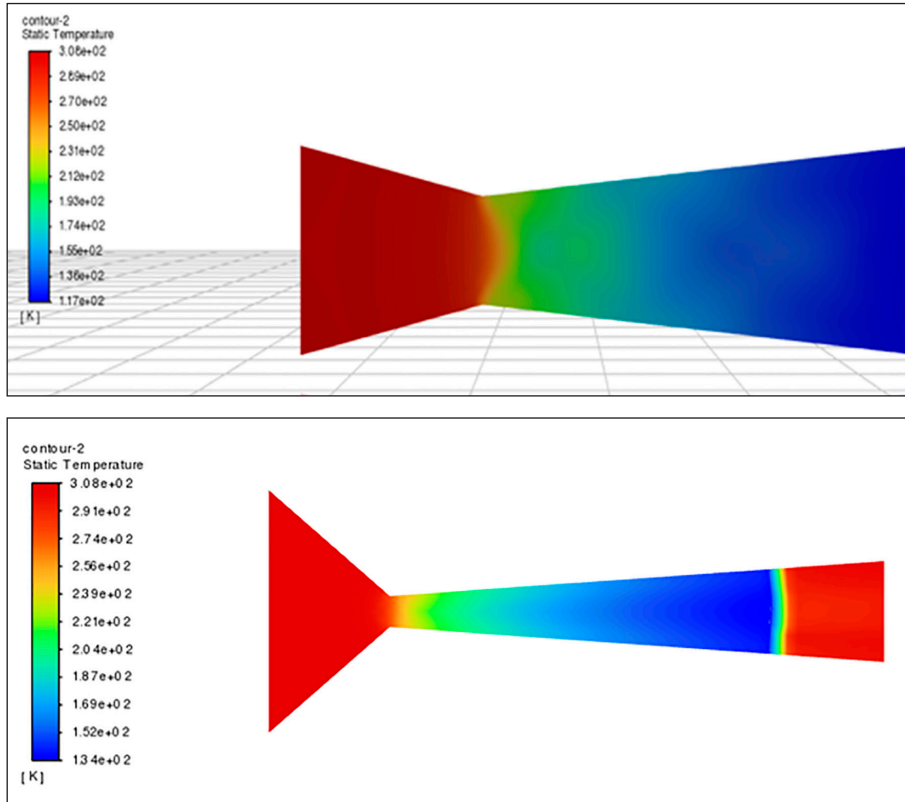 contour-2
Static Temperature
3.08e+02
2.89e+02
2.70e+02
2.50e+02
2.31e+02
2.12e+02
1.93e+02
1.74e+02
1.55e+02
1.36e+02
1.17e+02
[K]
contour-2
Static Temperature
3.08e+02
2.91e+02
2.74e+02
2.56e+02
2.39e+02
2.21e+02
2.04e+02
1.87e+02
1.69e+02
1.52e+02
1.34e+02
[K]